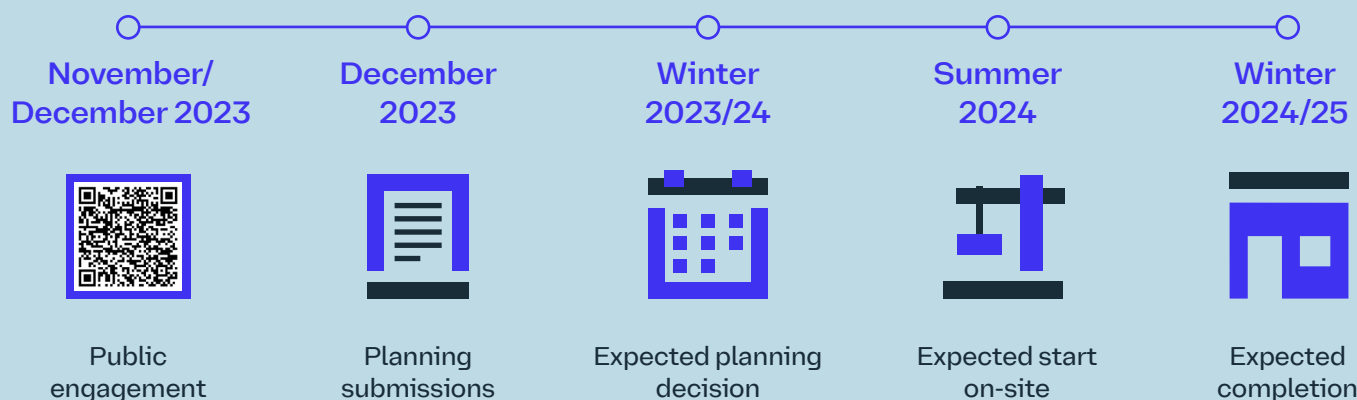 November/
December 2023
December
2023
Winter
2023/24
Summer
2024
Winter
2024/25
Public
engagement
Planning
submissions
Expected planning
decision
Expected start
on-site
Expected
completion